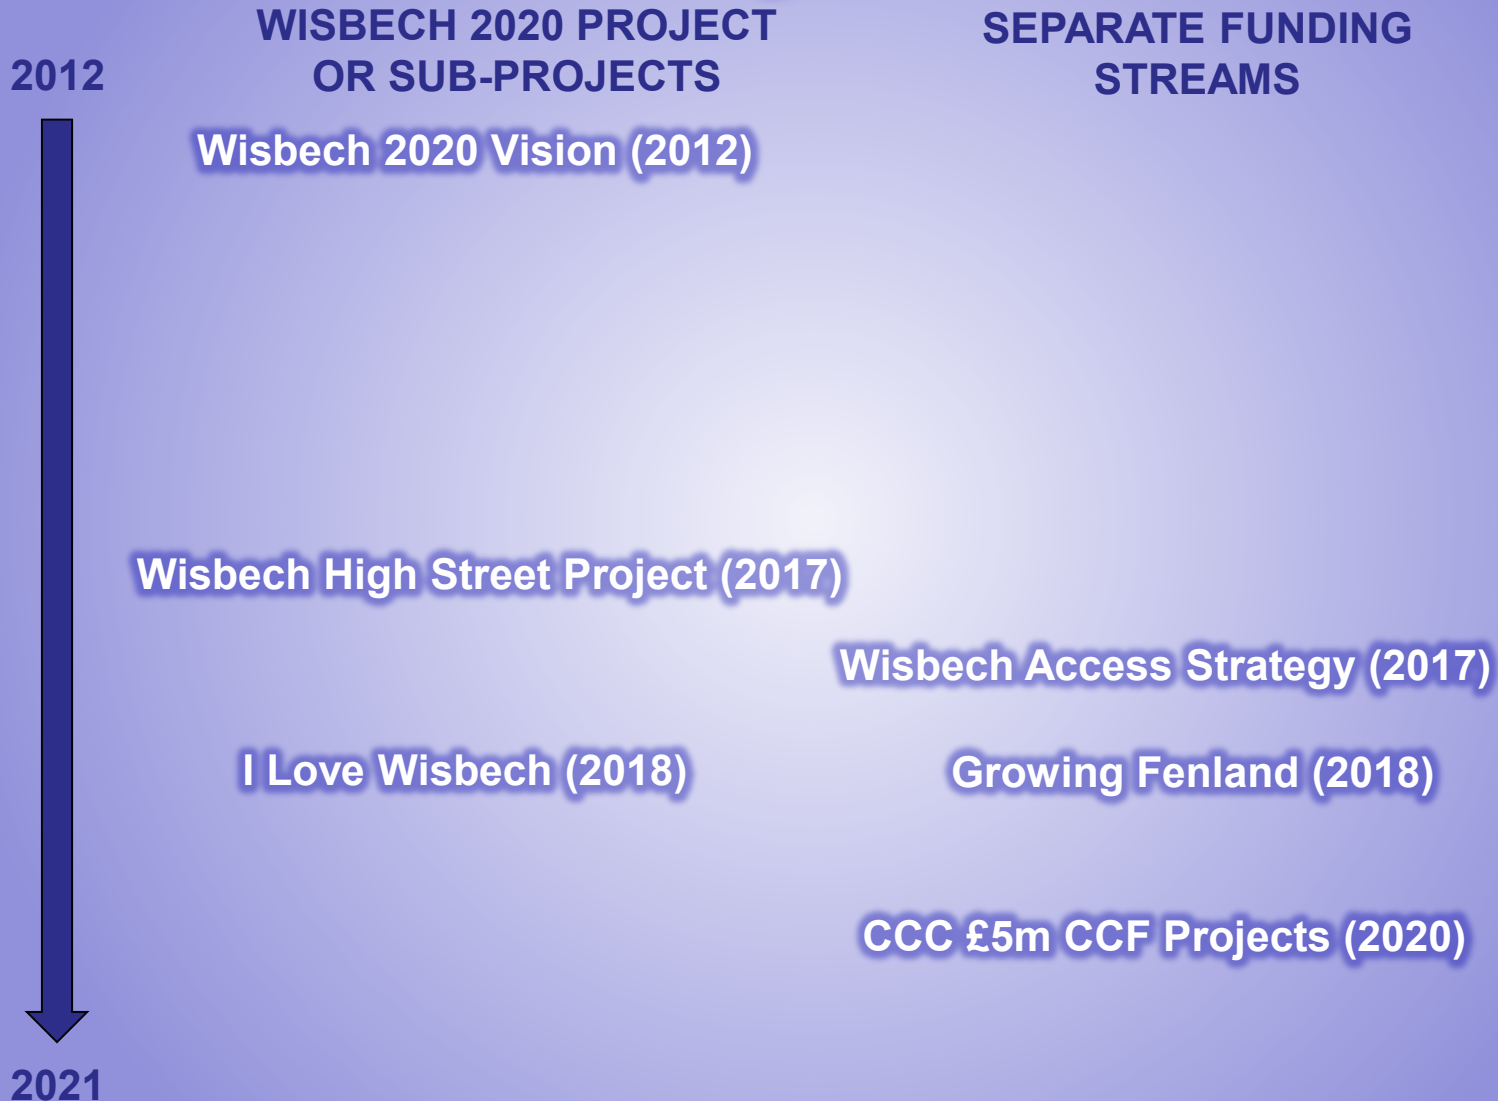 2012
WISBECH 2020 PROJECT
OR SUB-PROJECTS
SEPARATE FUNDING
STREAMS
Wisbech 2020 Vision (2012)
Wisbech High Street Project (2017)
Wisbech Access Strategy (2017)
I Love Wisbech (2018)
Growing Fenland (2018)
CCC £5m CCF Projects (2020)
2021